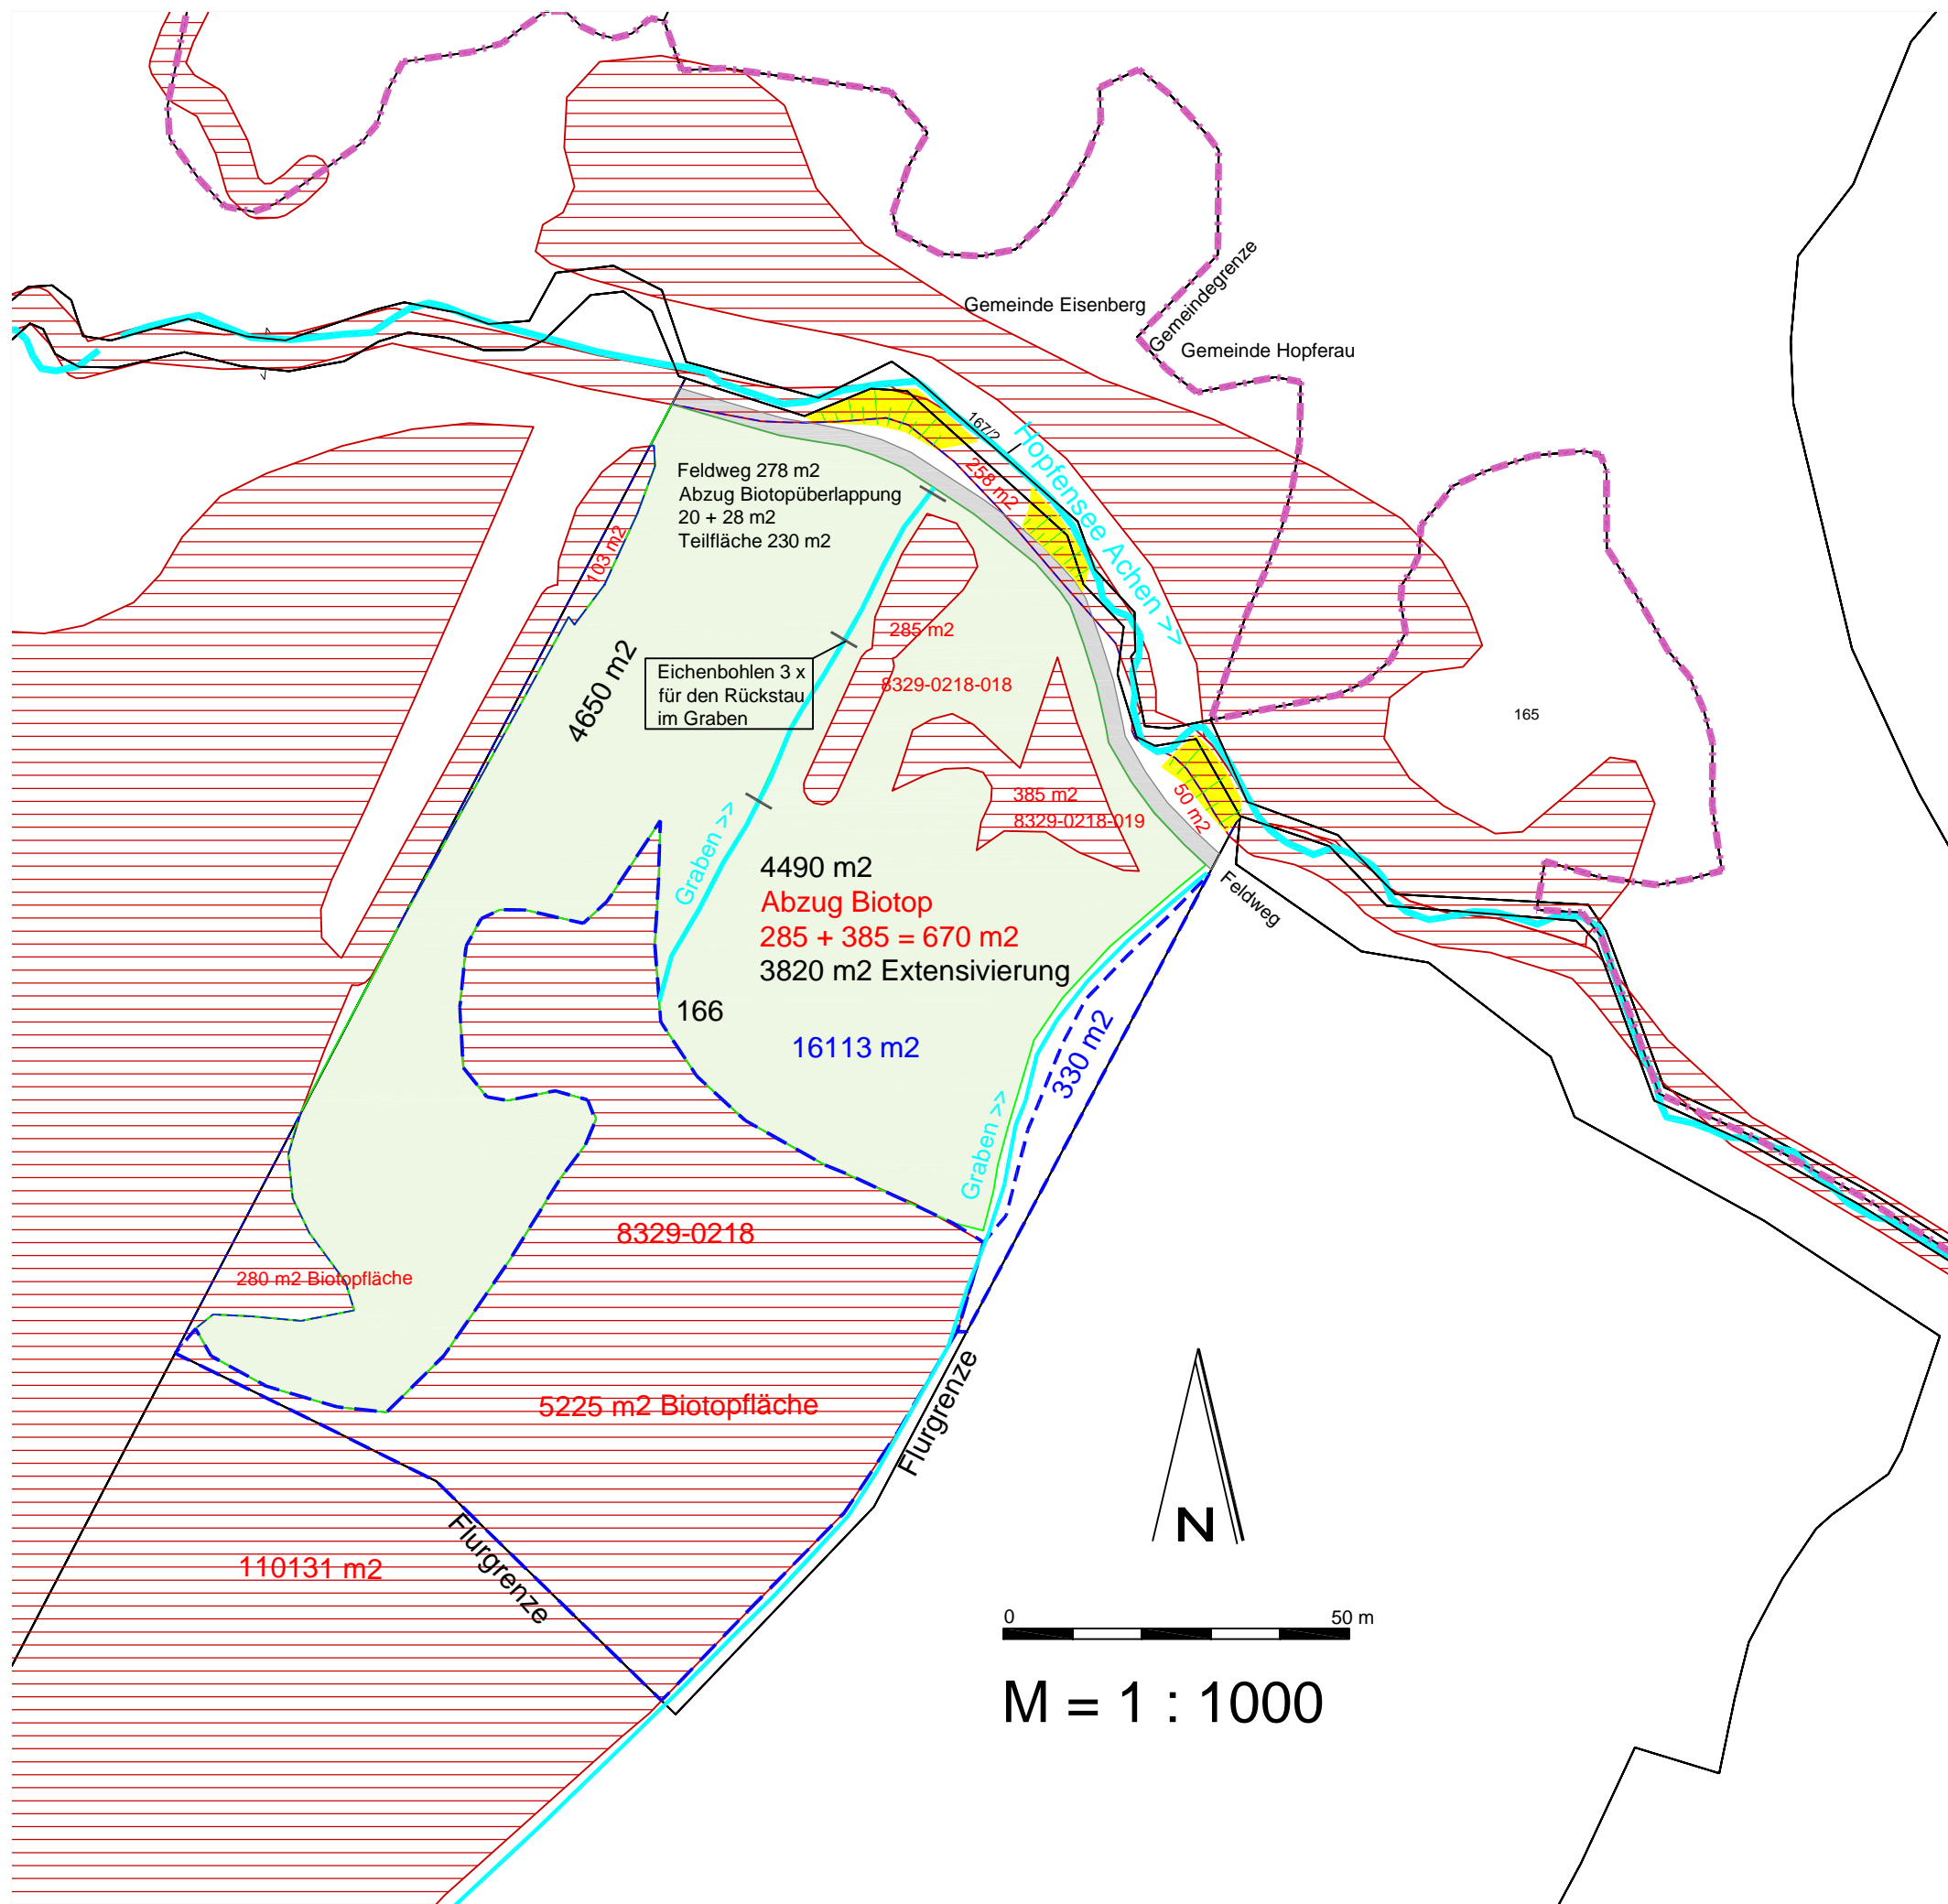 Gemeindegrenze
Gemeinde Eisenberg
Gemeinde Hopferau
167/2
Hopfensee Achen >>
258 m2
Feldweg 278 m2
Abzug Biotopüberlappung
20 + 28 m2
Teilfläche 230 m2
103 m2
285 m2
8329-0218-018
4650 m2
Eichenbohlen 3 x
für den Rückstau
im Graben
165
385 m2
8329-0218-019
50 m2
Graben >>
4490 m2
Abzug Biotop
285 + 385 = 670 m2
3820 m2 Extensivierung
Feldweg
166
16113 m2
330 m2
Graben >>
8329-0218
280 m2 Biotopfläche
5225 m2 Biotopfläche
Flurgrenze
Flurgrenze
110131 m2
N
0 50 m
M = 1 : 1000